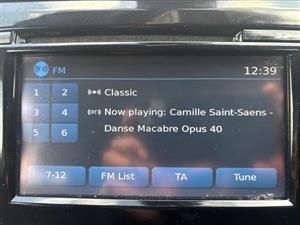 FM 12:39
1 2 Classic
3 4 RT Now playing: Camille Saint-Saens -
Danse Macabre Opus 40
5 6
7-12 FM List TA Tune